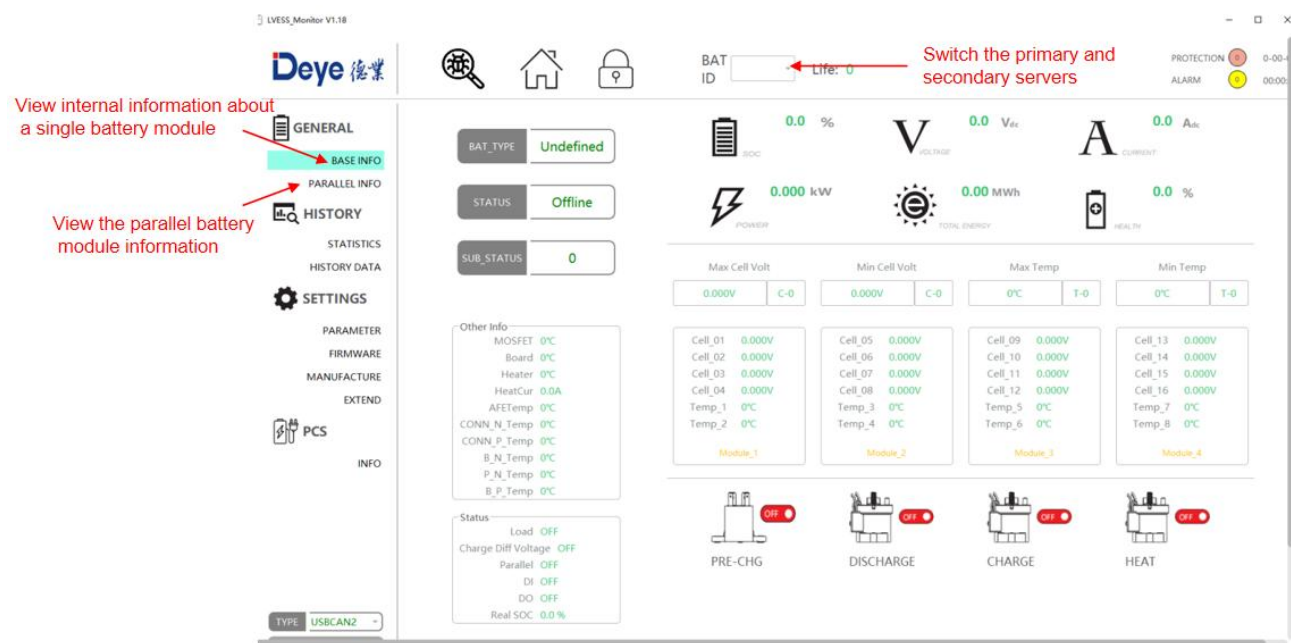 LVESS_Monitor V1.18
Deye 德業
BAT ID
Life: 0
Switch the primary and
secondary servers
PROTECTION 0
0-00-
ALARM 0
00:00:
View internal information about
a single battery module
View the parallel battery
module information
GENERAL
BASE INFO
PARALLEL INFO
HISTORY
STATISTICS
HISTORY DATA
SETTINGS
PARAMETER
FIRMWARE
MANUFACTURE
EXTEND
PCS
INFO
TYPE USBCAN2
BAT_TYPE Undefined
STATUS Offline
SUB_STATUS 0
0.0 %
SOC
V 0.0 Vdc
VOLTAGE
A 0.0 Adc
CURRENT
0.000 kW
POWER
e 0.00 MWh
TOTAL ENERGY
0.0 %
HEALTH
Max Cell Volt Min Cell Volt Max Temp Min Temp
0.000V C-0 0.000V C-0 0℃ T-0 0℃ T-0
Other Info
MOSFET 0℃
Board 0℃
Heater 0℃
HeatCur 0.0A
AFETemp 0℃
CONN_N_Temp 0℃
CONN_P_Temp 0℃
B_N_Temp 0℃
P_N_Temp 0℃
B_P_Temp 0℃
Cell_01 0.000V
Cell_02 0.000V
Cell_03 0.000V
Cell_04 0.000V
Temp_1 0℃
Temp_2 0℃
Module_1
Cell_05 0.000V
Cell_06 0.000V
Cell_07 0.000V
Cell_08 0.000V
Temp_3 0℃
Temp_4 0℃
Module_2
Cell_09 0.000V
Cell_10 0.000V
Cell_11 0.000V
Cell_12 0.000V
Temp_5 0℃
Temp_6 0℃
Module_3
Cell_13 0.000V
Cell_14 0.000V
Cell_15 0.000V
Cell_16 0.000V
Temp_7 0℃
Temp_8 0℃
Module_4
Status
Load OFF
Charge Diff Voltage OFF
Parallel OFF
DI OFF
DO OFF
Real SOC 0.0 %
OFF OFF OFF OFF
PRE-CHG DISCHARGE CHARGE HEAT